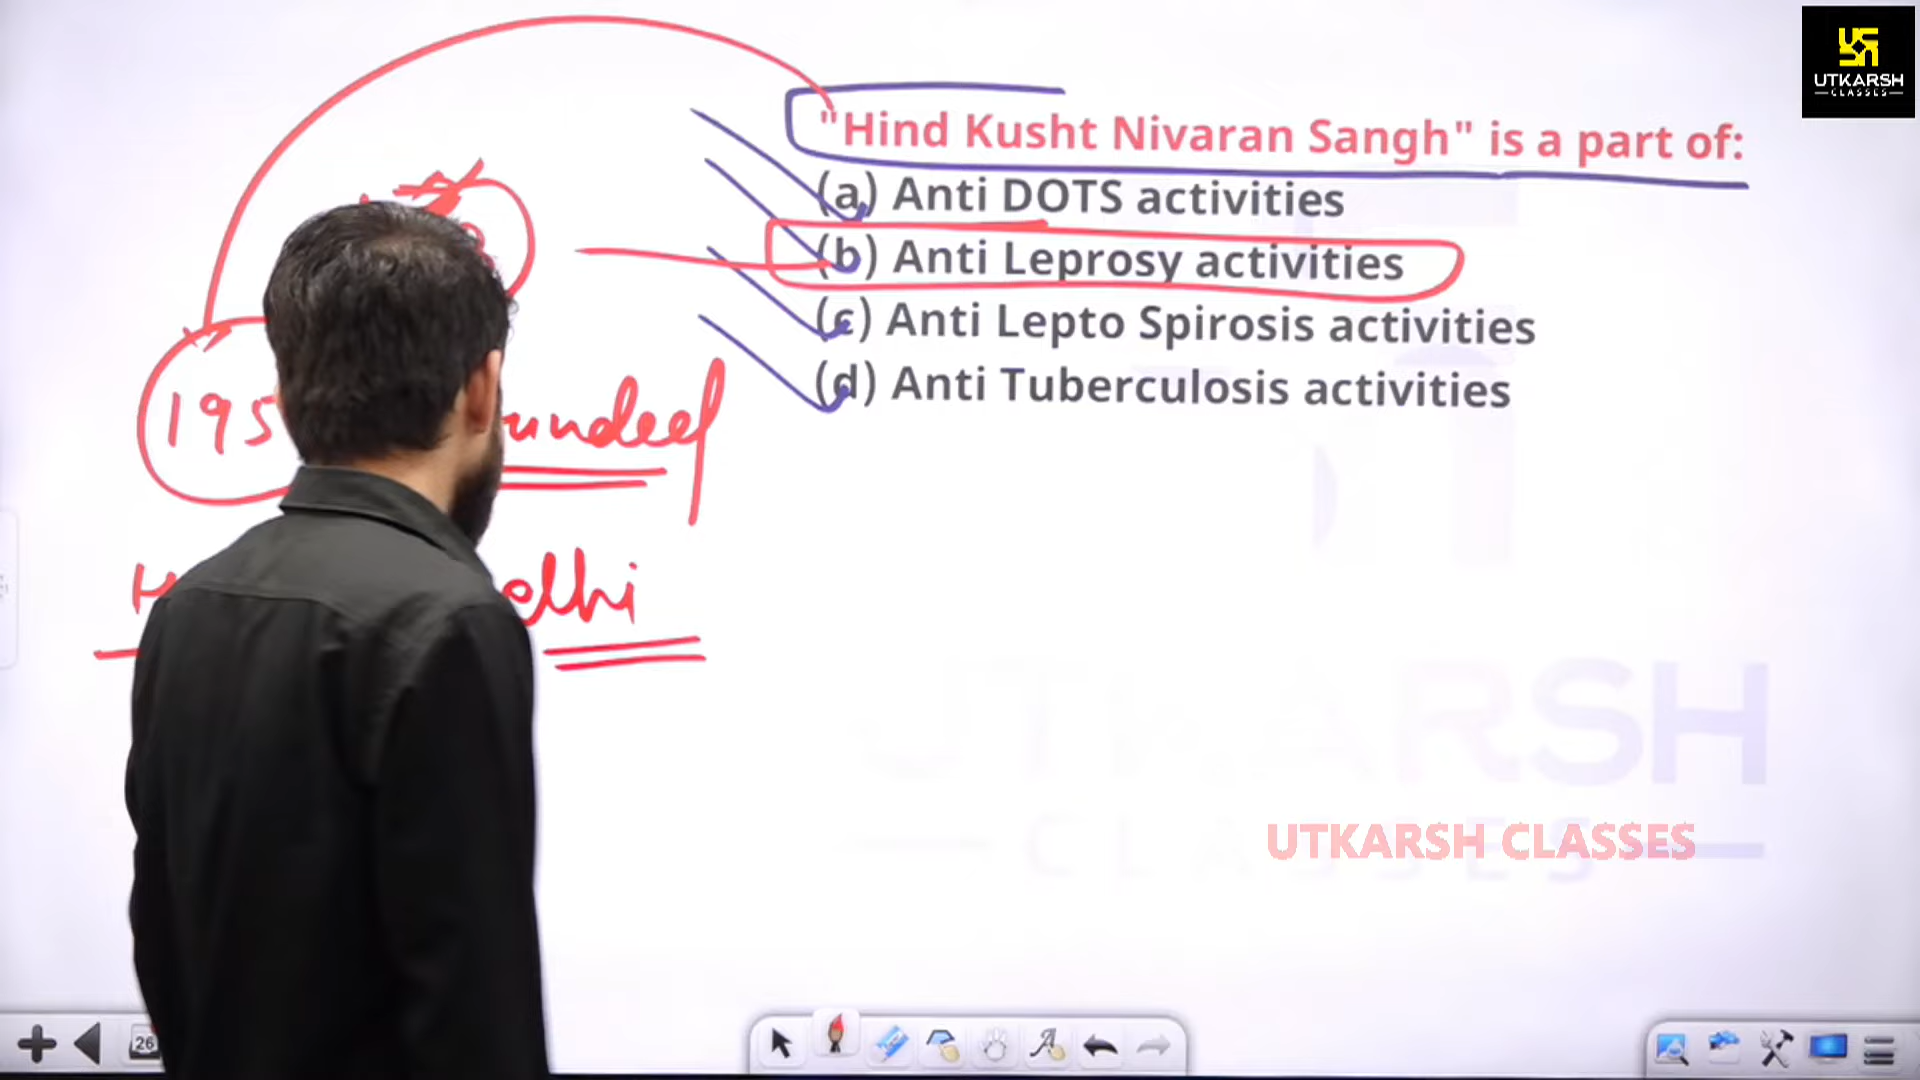 UTKARSH
CLASSES
"Hind Kusht Nivaran Sangh" is a part of:
(a) Anti DOTS activities
(b) Anti Leprosy activities
(c) Anti Lepto Spirosis activities
(d) Anti Tuberculosis activities
195
UTKARSH
CLASSES
UTKARSH CLASSES
26